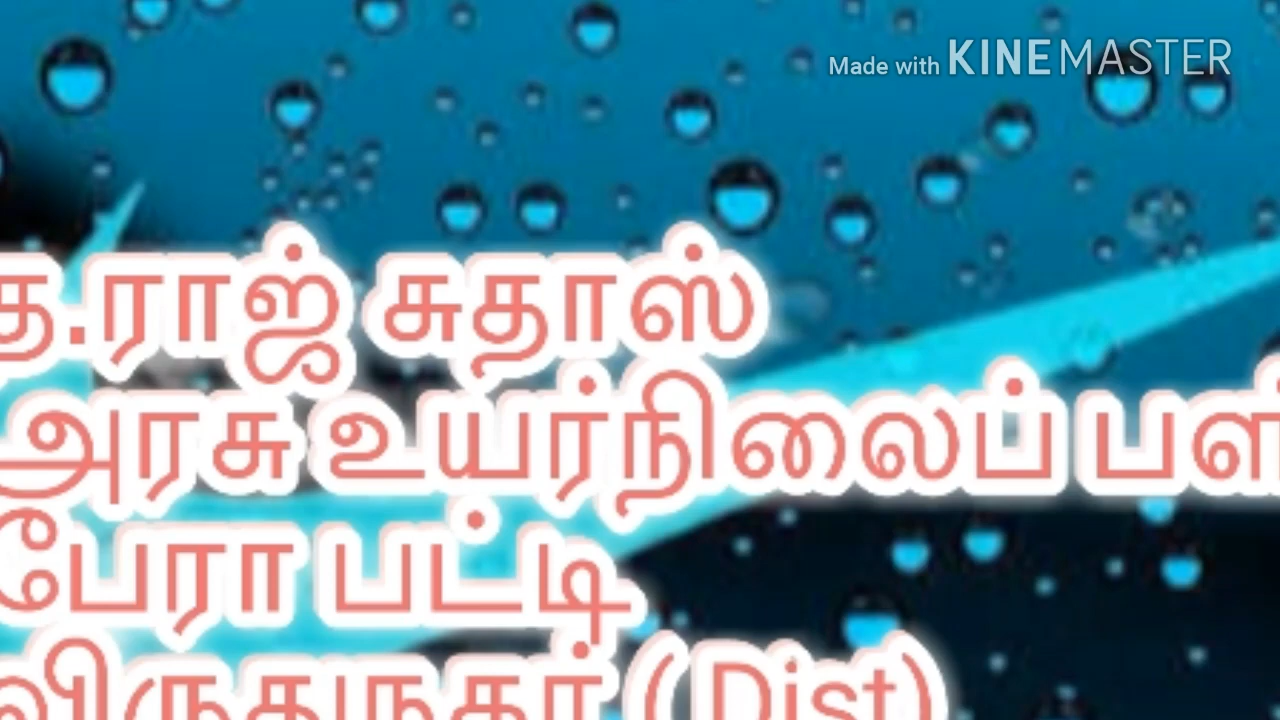 Made with KINEMASTER
த.ராஜ் சுதாஸ்
அரசு உயர்நிலைப் பள்
பேரா பட்டி
விருதுநகர் (Dist)